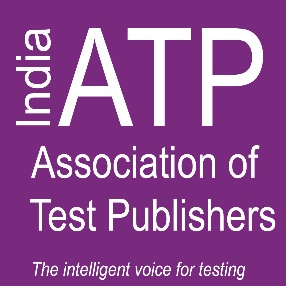 India
ATP
Association of
Test Publishers
The intelligent voice for testing